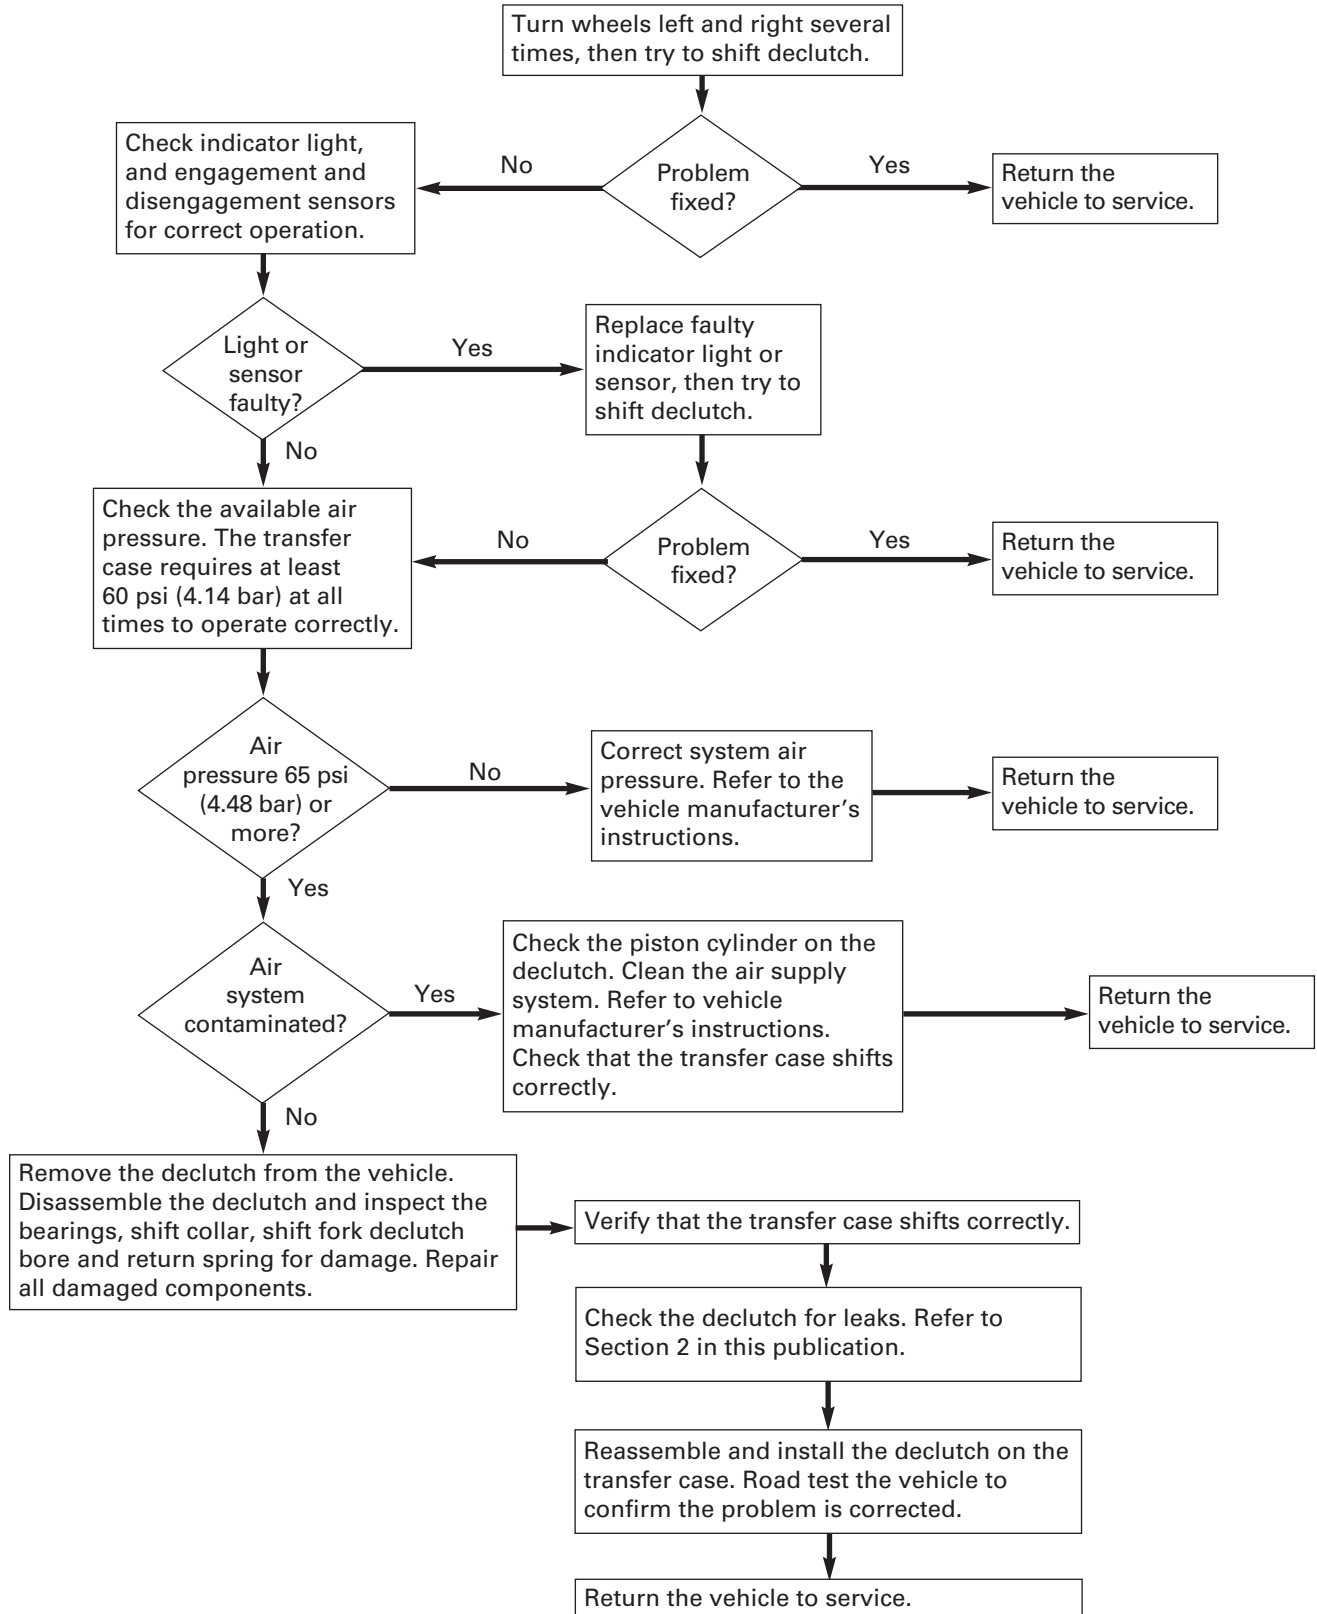 Turn wheels left and right several
times, then try to shift declutch.
Problem
fixed?
No
Yes
Check indicator light,
and engagement and
disengagement sensors
for correct operation.
Return the
vehicle to service.
Light or
sensor
faulty?
Yes
No
Replace faulty
indicator light or
sensor, then try to
shift declutch.
Problem
fixed?
No
Yes
Return the
vehicle to service.
Check the available air
pressure. The transfer
case requires at least
60 psi (4.14 bar) at all
times to operate correctly.
Air
pressure 65 psi
(4.48 bar) or
more?
No
Yes
Correct system air
pressure. Refer to the
vehicle manufacturer's
instructions.
Return the
vehicle to service.
Air
system
contaminated?
Yes
No
Check the piston cylinder on the
declutch. Clean the air supply
system. Refer to vehicle
manufacturer's instructions.
Check that the transfer case shifts
correctly.
Return the
vehicle to service.
Remove the declutch from the vehicle.
Disassemble the declutch and inspect the
bearings, shift collar, shift fork declutch
bore and return spring for damage. Repair
all damaged components.
Verify that the transfer case shifts correctly.
Check the declutch for leaks. Refer to
Section 2 in this publication.
Reassemble and install the declutch on the
transfer case. Road test the vehicle to
confirm the problem is corrected.
Return the vehicle to service.